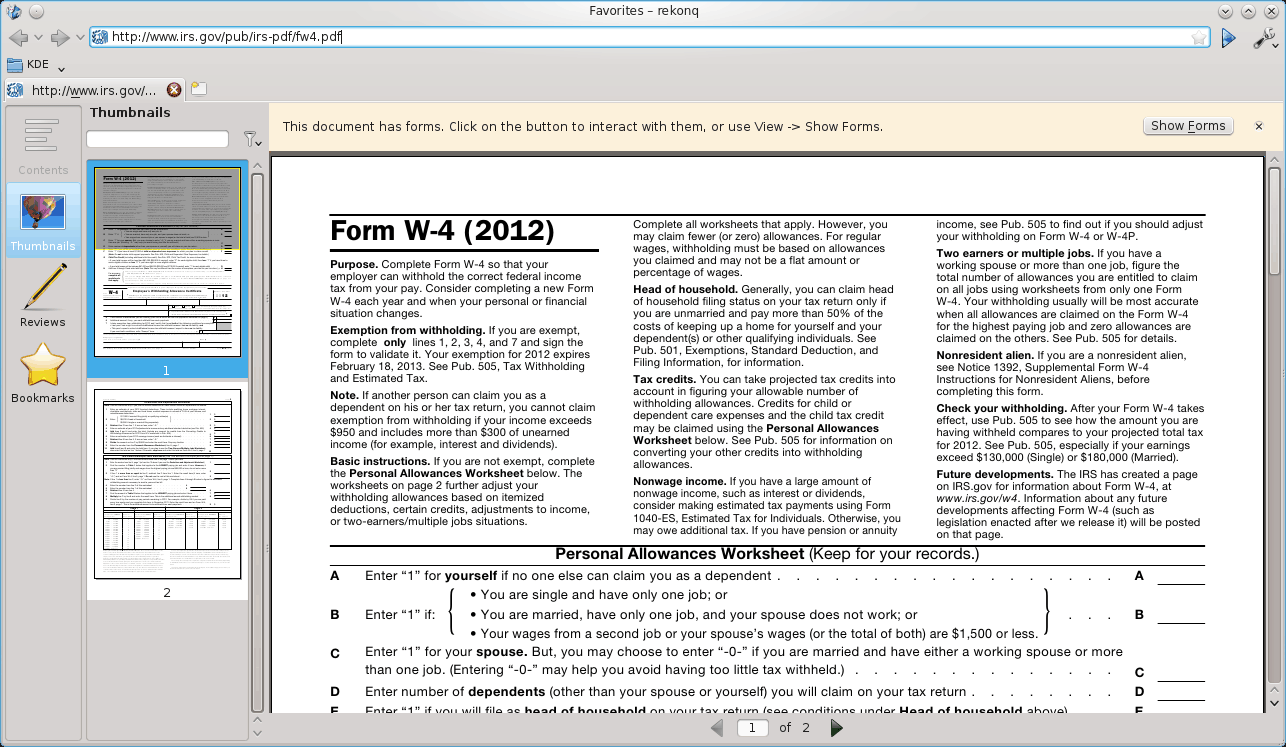 Favorites – rekonq
http://www.irs.gov/pub/irs-pdf/fw4.pdf
KDE
http://www.irs.gov/...
Thumbnails
Contents
Thumbnails
Reviews
Bookmarks
1
2
This document has forms. Click on the button to interact with them, or use View -> Show Forms.
Show Forms
Form W-4 (2012)
Purpose. Complete Form W-4 so that your
employer can withhold the correct federal income
tax from your pay. Consider completing a new Form
W-4 each year and when your personal or financial
situation changes.
Exemption from withholding. If you are exempt,
complete only lines 1, 2, 3, 4, and 7 and sign the
form to validate it. Your exemption for 2012 expires
February 18, 2013. See Pub. 505, Tax Withholding
and Estimated Tax.
Note. If another person can claim you as a
dependent on his or her tax return, you cannot claim
exemption from withholding if your income exceeds
$950 and includes more than $300 of unearned
income (for example, interest and dividends).
Basic instructions. If you are not exempt, complete
the Personal Allowances Worksheet below. The
worksheets on page 2 further adjust your
withholding allowances based on itemized
deductions, certain credits, adjustments to income,
or two-earners/multiple jobs situations.
Complete all worksheets that apply. However, you
may claim fewer (or zero) allowances. For regular
wages, withholding must be based on allowances
you claimed and may not be a flat amount or
percentage of wages.
Head of household. Generally, you can claim head
of household filing status on your tax return only if
you are unmarried and pay more than 50% of the
costs of keeping up a home for yourself and your
dependent(s) or other qualifying individuals. See
Pub. 501, Exemptions, Standard Deduction, and
Filing Information, for information.
Tax credits. You can take projected tax credits into
account in figuring your allowable number of
withholding allowances. Credits for child or
dependent care expenses and the child tax credit
may be claimed using the Personal Allowances
Worksheet below. See Pub. 505 for information on
converting your other credits into withholding
allowances.
Nonwage income. If you have a large amount of
nonwage income, such as interest or dividends,
consider making estimated tax payments using Form
1040-ES, Estimated Tax for Individuals. Otherwise, you
may owe additional tax. If you have pension or annuity
income, see Pub. 505 to find out if you should adjust
your withholding on Form W-4 or W-4P.
Two earners or multiple jobs. If you have a
working spouse or more than one job, figure the
total number of allowances you are entitled to claim
on all jobs using worksheets from only one Form
W-4. Your withholding usually will be most accurate
when all allowances are claimed on the Form W-4
for the highest paying job and zero allowances are
claimed on the others. See Pub. 505 for details.
Nonresident alien. If you are a nonresident alien,
see Notice 1392, Supplemental Form W-4
Instructions for Nonresident Aliens, before
completing this form.
Check your withholding. After your Form W-4 takes
effect, use Pub. 505 to see how the amount you are
having withheld compares to your projected total tax
for 2012. See Pub. 505, especially if your earnings
exceed $130,000 (Single) or $180,000 (Married).
Future developments. The IRS has created a page
on IRS.gov for information about Form W-4, at
www.irs.gov/w4. Information about any future
developments affecting Form W-4 (such as
legislation enacted after we release it) will be posted
on that page.
Personal Allowances Worksheet (Keep for your records.)
A Enter “1” for yourself if no one else can claim you as a dependent . . . . . . . . . . . . . . . . . A
• You are single and have only one job; or
B Enter “1” if: { • You are married, have only one job, and your spouse does not work; or } . . . B
• Your wages from a second job or your spouse’s wages (or the total of both) are $1,500 or less.
C Enter “1” for your spouse. But, you may choose to enter “-0-” if you are married and have either a working spouse or more
than one job. (Entering “-0-” may help you avoid having too little tax withheld.) . . . . . . . . . . . . . . C
D Enter number of dependents (other than your spouse or yourself) you will claim on your tax return . . . . . . . . D
E Enter “1” if you will file as head of household on your tax return (see conditions under Head of household above) E
1 of 2